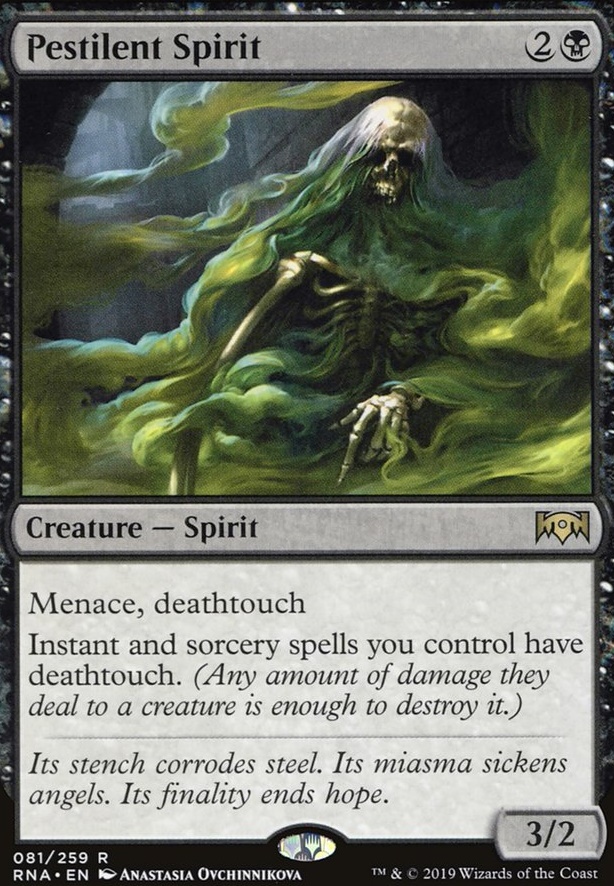 Pestilent Spirit 2
Creature — Spirit
Menace, deathtouch
Instant and sorcery spells you control have
deathtouch. (Any amount of damage they
deal to a creature is enough to destroy it.)
Its stench corrodes steel. Its miasma sickens
angels. Its finality ends hope.
3/2
081/259 R
RNA • EN Anastasia Ovchinnikova
™ & © 2019 Wizards of the Coast